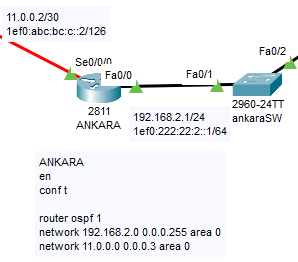 11.0.0.2/30
1ef0:abc:bc:c::2/126
Fa0/2
Se0/0/0
Fa0/0
Fa0/1
2811
ANKARA
2960-24TT
ankaraSW
192.168.2.1/24
1ef0:222:22:2::1/64
ANKARA
en
conf t
router ospf 1
network 192.168.2.0 0.0.0.255 area 0
network 11.0.0.0 0.0.0.3 area 0